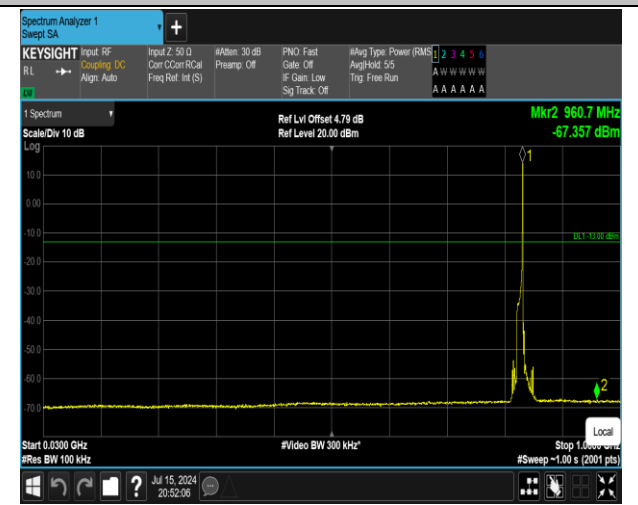 Spectrum Analyzer 1
Swept SA
+
KEYSIGHT
RL
LW
Input: RF
Coupling: DC
Align: Auto
Input Z: 50 Ω
Corr CCorr RCal
Freq Ref: Int (S)
#Atten: 30 dB
Preamp: Off
PNO: Fast
Gate: Off
IF Gain: Low
Sig Track: Off
#Avg Type: Power (RMS
Avg|Hold: 5/5
Trig: Free Run
1 2 3 4 5 6
A W W W W W
A A A A A A
1 Spectrum
Scale/Div 10 dB
Ref Lvl Offset 4.79 dB
Ref Level 20.00 dBm
Mkr2 960.7 MHz
-67.357 dBm
Log
1
10.0
0.00
-10.0
DL1 -13.00 dBm
-20.0
-30.0
-40.0
-50.0
-60.0
2
-70.0
Local
Start 0.0300 GHz
#Res BW 100 kHz
#Video BW 300 kHz*
Stop 1.0000 GHz
#Sweep ~1.00 s (2001 pts)
?
Jul 15, 2024
20:52:06